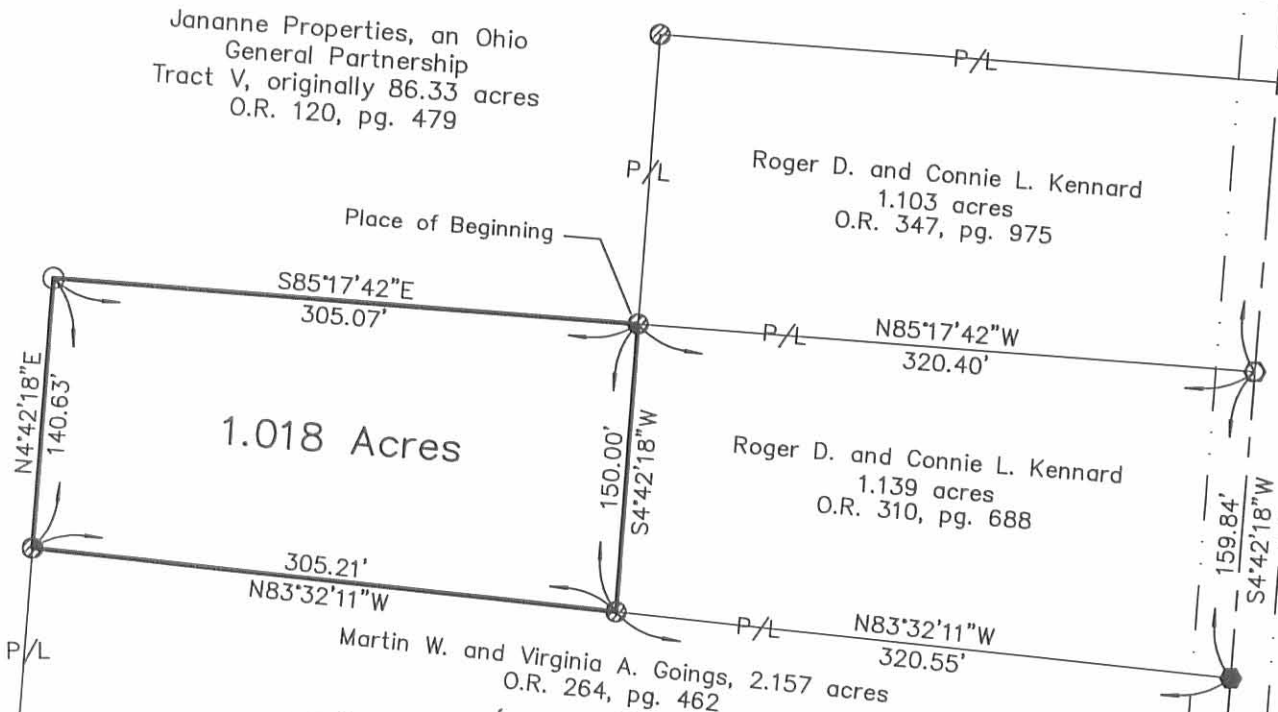 Jananne Properties, an Ohio
General Partnership
Tract V, originally 86.33 acres
O.R. 120, pg. 479
P/L
P/L
Roger D. and Connie L. Kennard
1.103 acres
O.R. 347, pg. 975
Place of Beginning
S85°17'42"E
305.07'
P/L
N85°17'42"W
320.40'
N4°42'18"E
140.63'
1.018 Acres
150.00'
S4°42'18"W
Roger D. and Connie L. Kennard
1.139 acres
O.R. 310, pg. 688
159.84'
S4°42'18"W
305.21'
N83°32'11"W
P/L
N83°32'11"W
320.55'
P/L
Martin W. and Virginia A. Goings, 2.157 acres
O.R. 264, pg. 462